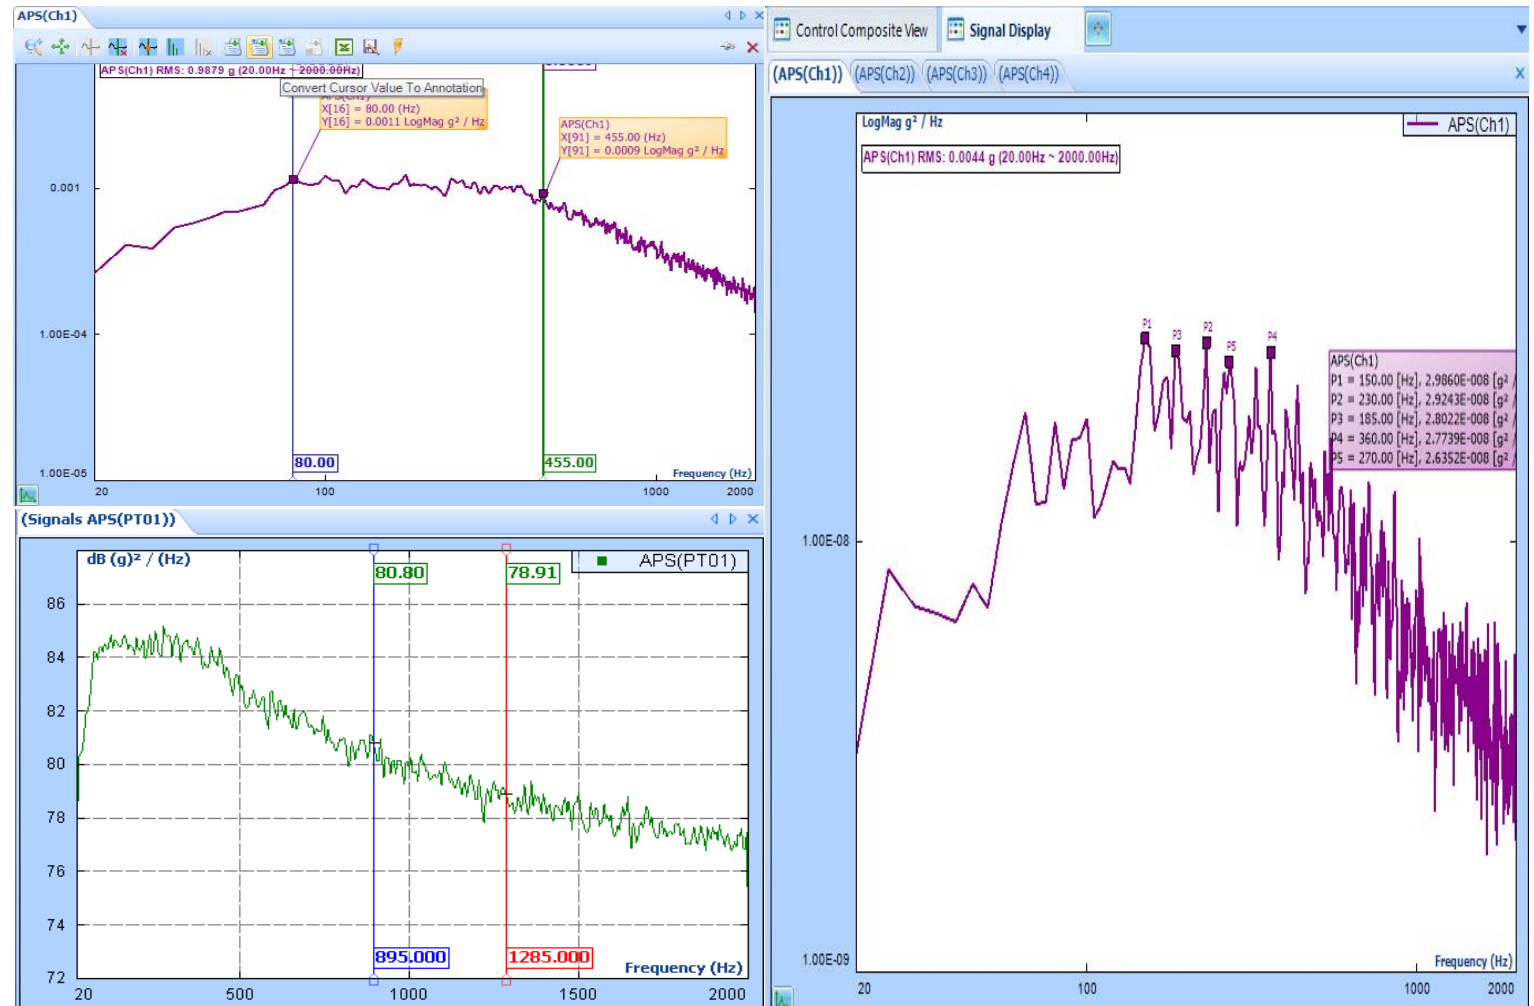 APS(Ch1)
APS(Ch1) RMS: 0.9879 g (20.00Hz ~ 2000.00Hz)
Convert Cursor Value To Annotation
X[16] = 80.00 (Hz)
Y[16] = 0.0011 LogMag g² / Hz
APS(Ch1)
X[91] = 455.00 (Hz)
Y[91] = 0.0009 LogMag g² / Hz
0.001
1.00E-04
1.00E-05
80.00
455.00
Frequency (Hz)
20
100
1000
2000
(Signals APS(PT01))
dB (g)² / (Hz)
APS(PT01)
80.80
78.91
86
84
82
80
78
76
74
72
895.000
1285.000
Frequency (Hz)
20
500
1000
1500
2000
Control Composite View
Signal Display
(APS(Ch1))
(APS(Ch2))
(APS(Ch3))
(APS(Ch4))
LogMag g² / Hz
APS(Ch1)
APS(Ch1) RMS: 0.0044 g (20.00Hz ~ 2000.00Hz)
P1
P3
P2
P5
P4
APS(Ch1)
P1 = 150.00 [Hz], 2.9860E-008 [g² /
P2 = 230.00 [Hz], 2.9243E-008 [g² /
P3 = 185.00 [Hz], 2.8022E-008 [g² /
P4 = 360.00 [Hz], 2.7739E-008 [g² /
P5 = 270.00 [Hz], 2.6352E-008 [g² /
1.00E-08
1.00E-09
Frequency (Hz)
20
100
1000
2000